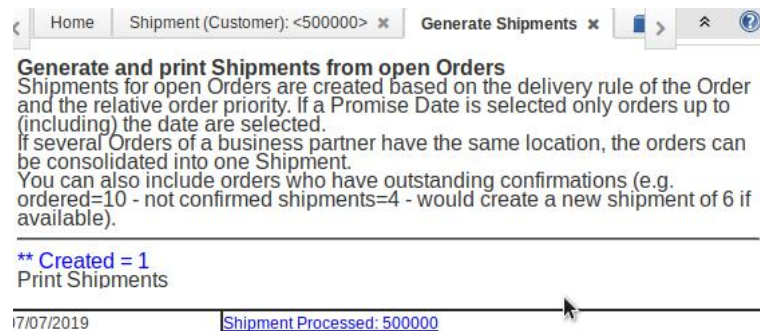 Home Shipment (Customer): <500000> Generate Shipments
Generate and print Shipments from open Orders
Shipments for open Orders are created based on the delivery rule of the Order
and the relative order priority. If a Promise Date is selected only orders up to
(including) the date are selected.
If several Orders of a business partner have the same location, the orders can
be consolidated into one Shipment.
You can also include orders who have outstanding confirmations (e.g.
ordered=10 - not confirmed shipments=4 - would create a new shipment of 6 if
available).
** Created = 1
Print Shipments
7/07/2019 Shipment Processed: 500000